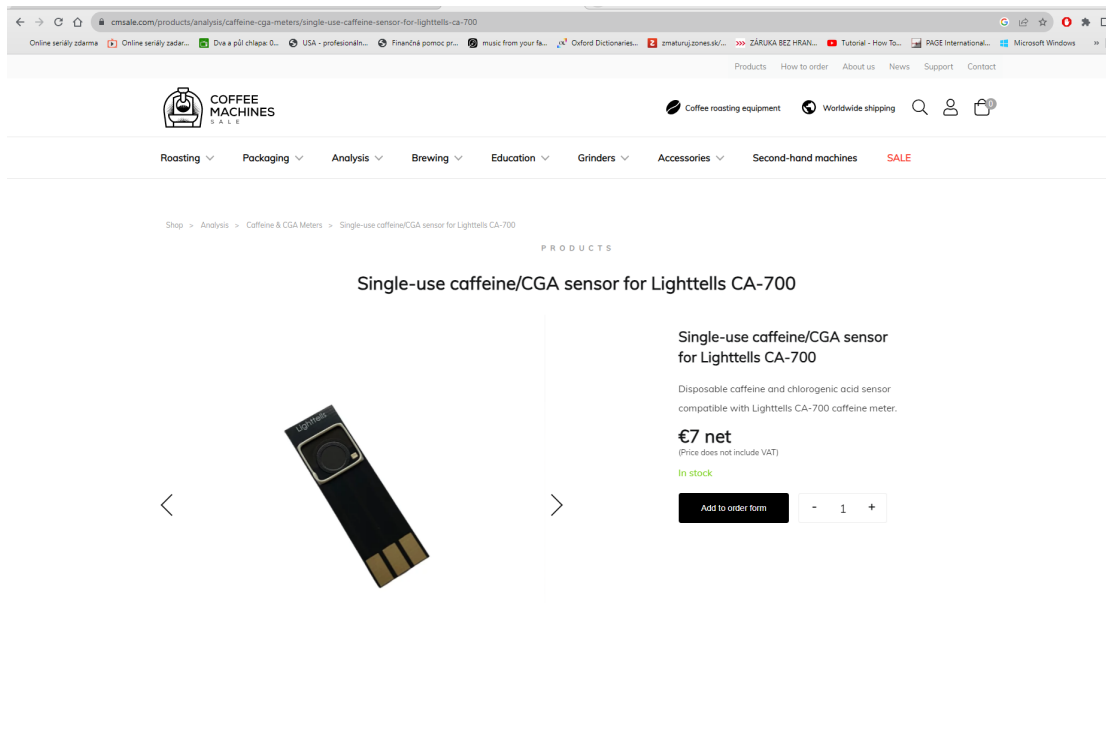 cmsale.com/products/analysis/caffeine-cga-meters/single-use-caffeine-sensor-for-lighttells-ca-700
Online seriály zdarma Online seriály zadar... Dva a půl chlapa: 0... USA - profesionáln... Finančná pomoc pr... music from your fa... Oxford Dictionaries... zmaturuj.zones.sk/... ZÁRUKA BEZ HRAN... Tutorial - How To... PAGE International... Microsoft Windows »
Products How to order About us News Support Contact
COFFEE
MACHINES
SALE
Coffee roasting equipment Worldwide shipping 0
Roasting Packaging Analysis Brewing Education Grinders Accessories Second-hand machines SALE
Shop > Analysis > Caffeine & CGA Meters > Single-use caffeine/CGA sensor for Lighttells CA-700
PRODUCTS
Single-use caffeine/CGA sensor for Lighttells CA-700
Lighttells
Single-use caffeine/CGA sensor
for Lighttells CA-700
Disposable caffeine and chlorogenic acid sensor
compatible with Lighttells CA-700 caffeine meter.
€7 net
(Price does not include VAT)
In stock
Add to order form - 1 +